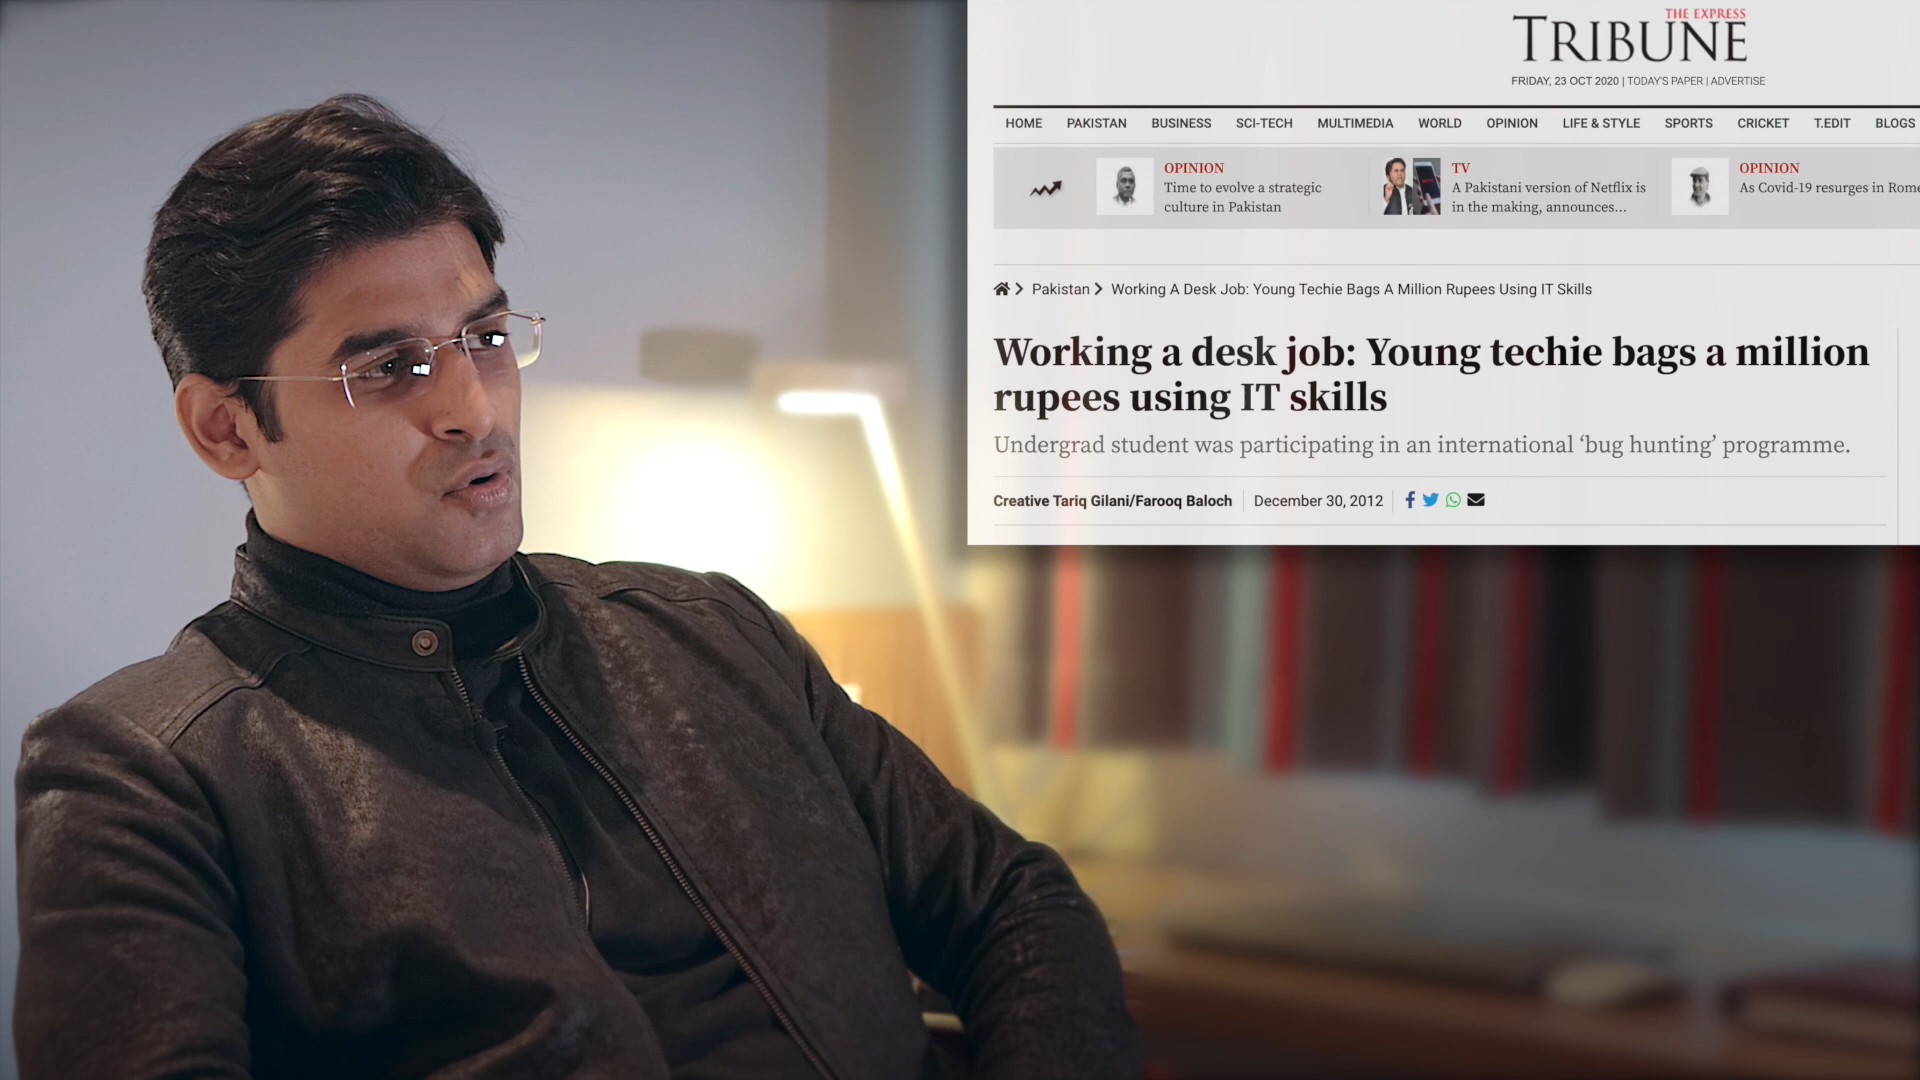 THE EXPRESS
TRIBUNE
FRIDAY, 23 OCT 2020 | TODAY'S PAPER | ADVERTISE
HOME PAKISTAN BUSINESS SCI-TECH MULTIMEDIA WORLD OPINION LIFE & STYLE SPORTS CRICKET T.EDIT BLOGS
OPINION
Time to evolve a strategic
culture in Pakistan
TV
A Pakistani version of Netflix is
in the making, announces...
OPINION
As Covid-19 resurges in Rome
Pakistan > Working A Desk Job: Young Techie Bags A Million Rupees Using IT Skills
Working a desk job: Young techie bags a million
rupees using IT skills
Undergrad student was participating in an international ‘bug hunting’ programme.
Creative Tariq Gilani/Farooq Baloch | December 30, 2012